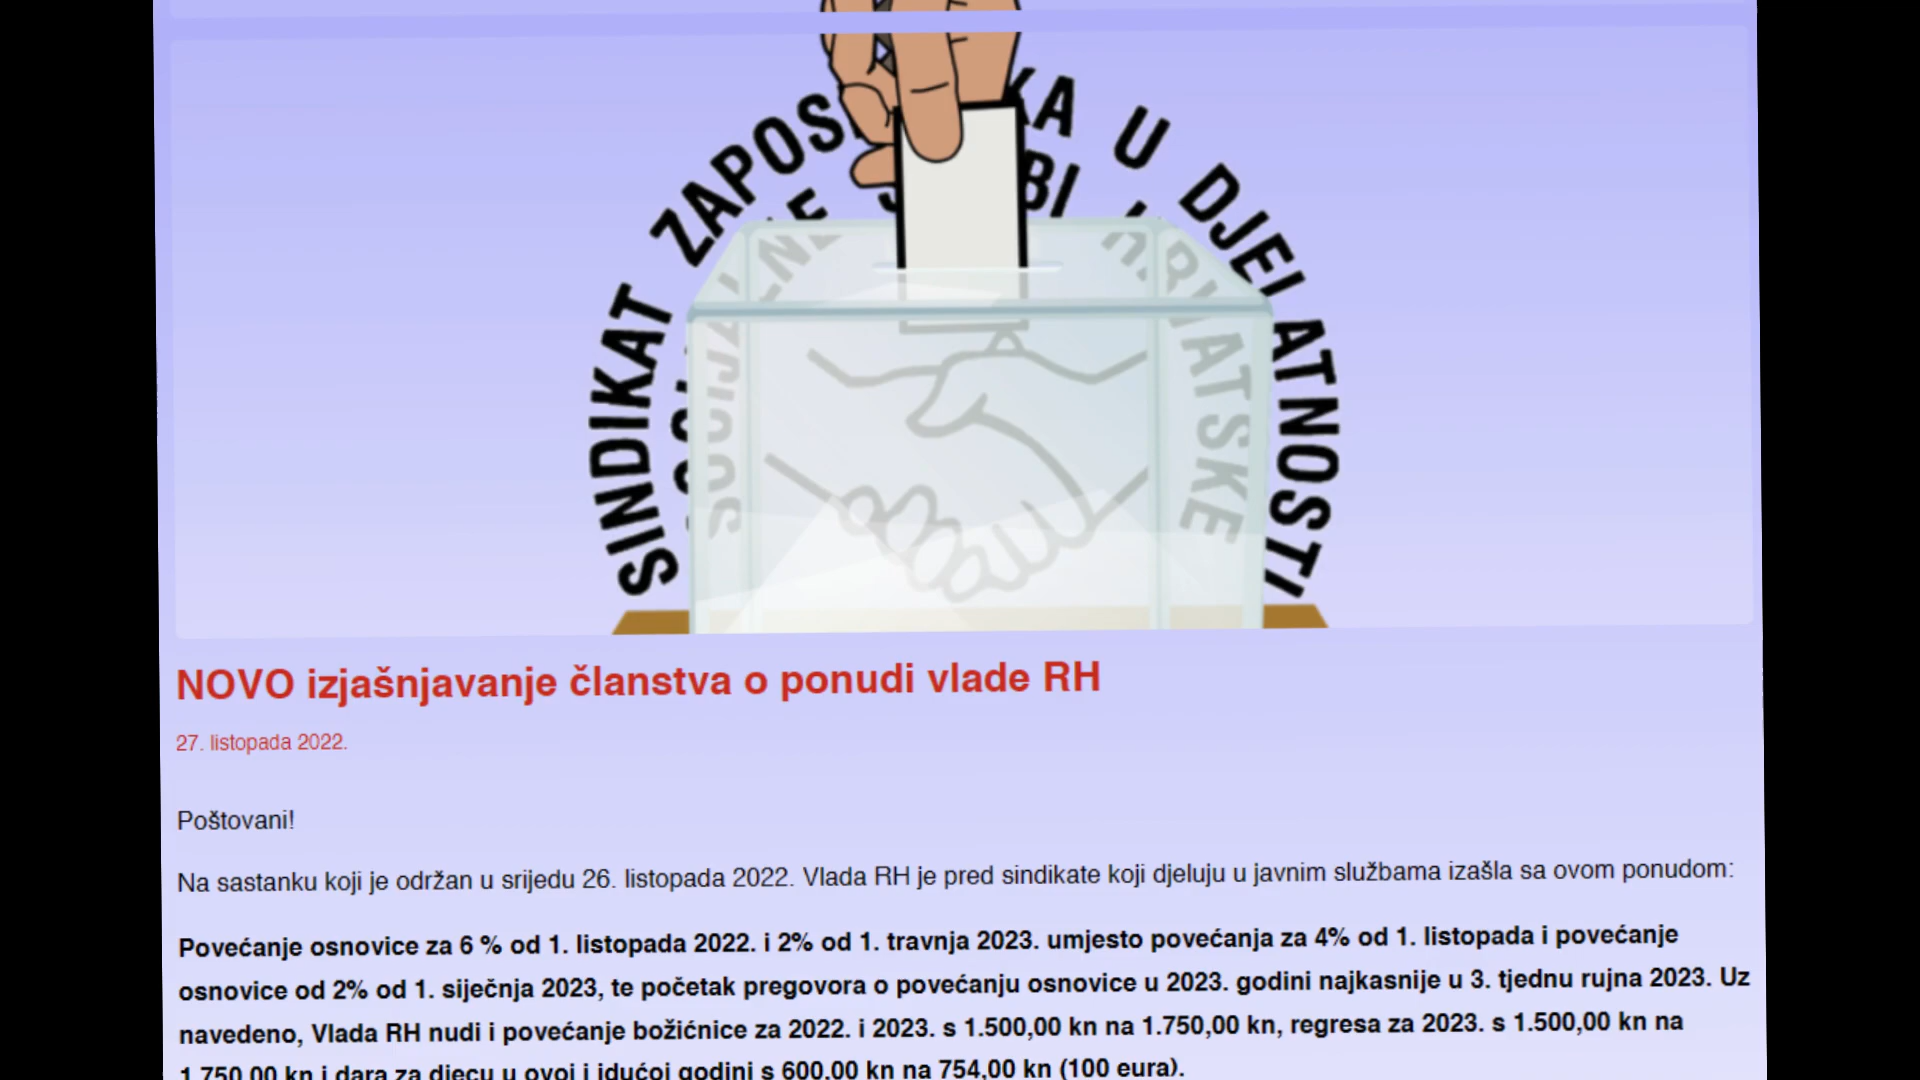 SINDIKAT ZAPOS KA U DJEL ATNOSTI
SOCIJALNE BI HRVATSKE
NOVO izjašnjavanje članstva o ponudi vlade RH
27. listopada 2022.
Poštovani!
Na sastanku koji je održan u srijedu 26. listopada 2022. Vlada RH je pred sindikate koji djeluju u javnim službama izašla sa ovom ponudom:
Povećanje osnovice za 6 % od 1. listopada 2022. i 2% od 1. travnja 2023. umjesto povećanja za 4% od 1. listopada i povećanje
osnovice od 2% od 1. siječnja 2023, te početak pregovora o povećanju osnovice u 2023. godini najkasnije u 3. tjednu rujna 2023. Uz
navedeno, Vlada RH nudi i povećanje božićnice za 2022. i 2023. s 1.500,00 kn na 1.750,00 kn, regresa za 2023. s 1.500,00 kn na
1.750,00 kn i dara za djecu u ovoj i idućoj godini s 600,00 kn na 754,00 kn (100 eura).